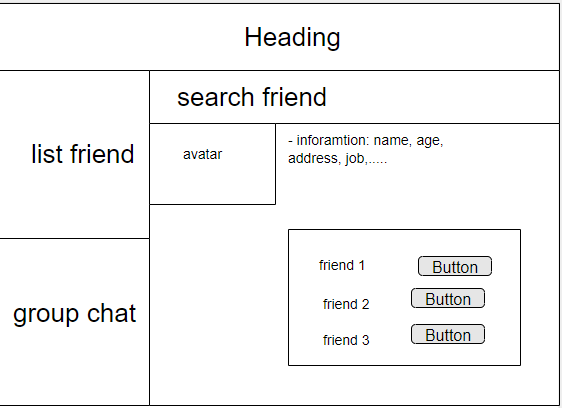 Heading
search friend
list friend
avatar
- inforamtion: name, age,
address, job,.....
friend 1 Button
friend 2 Button
friend 3 Button
group chat